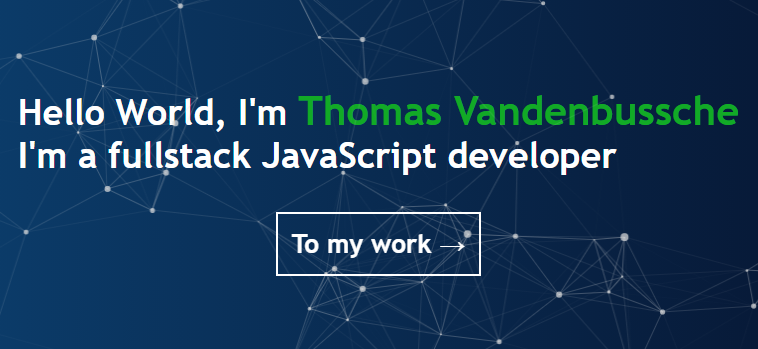 Hello World, I'm Thomas Vandenbussche
I'm a fullstack JavaScript developer
To my work →